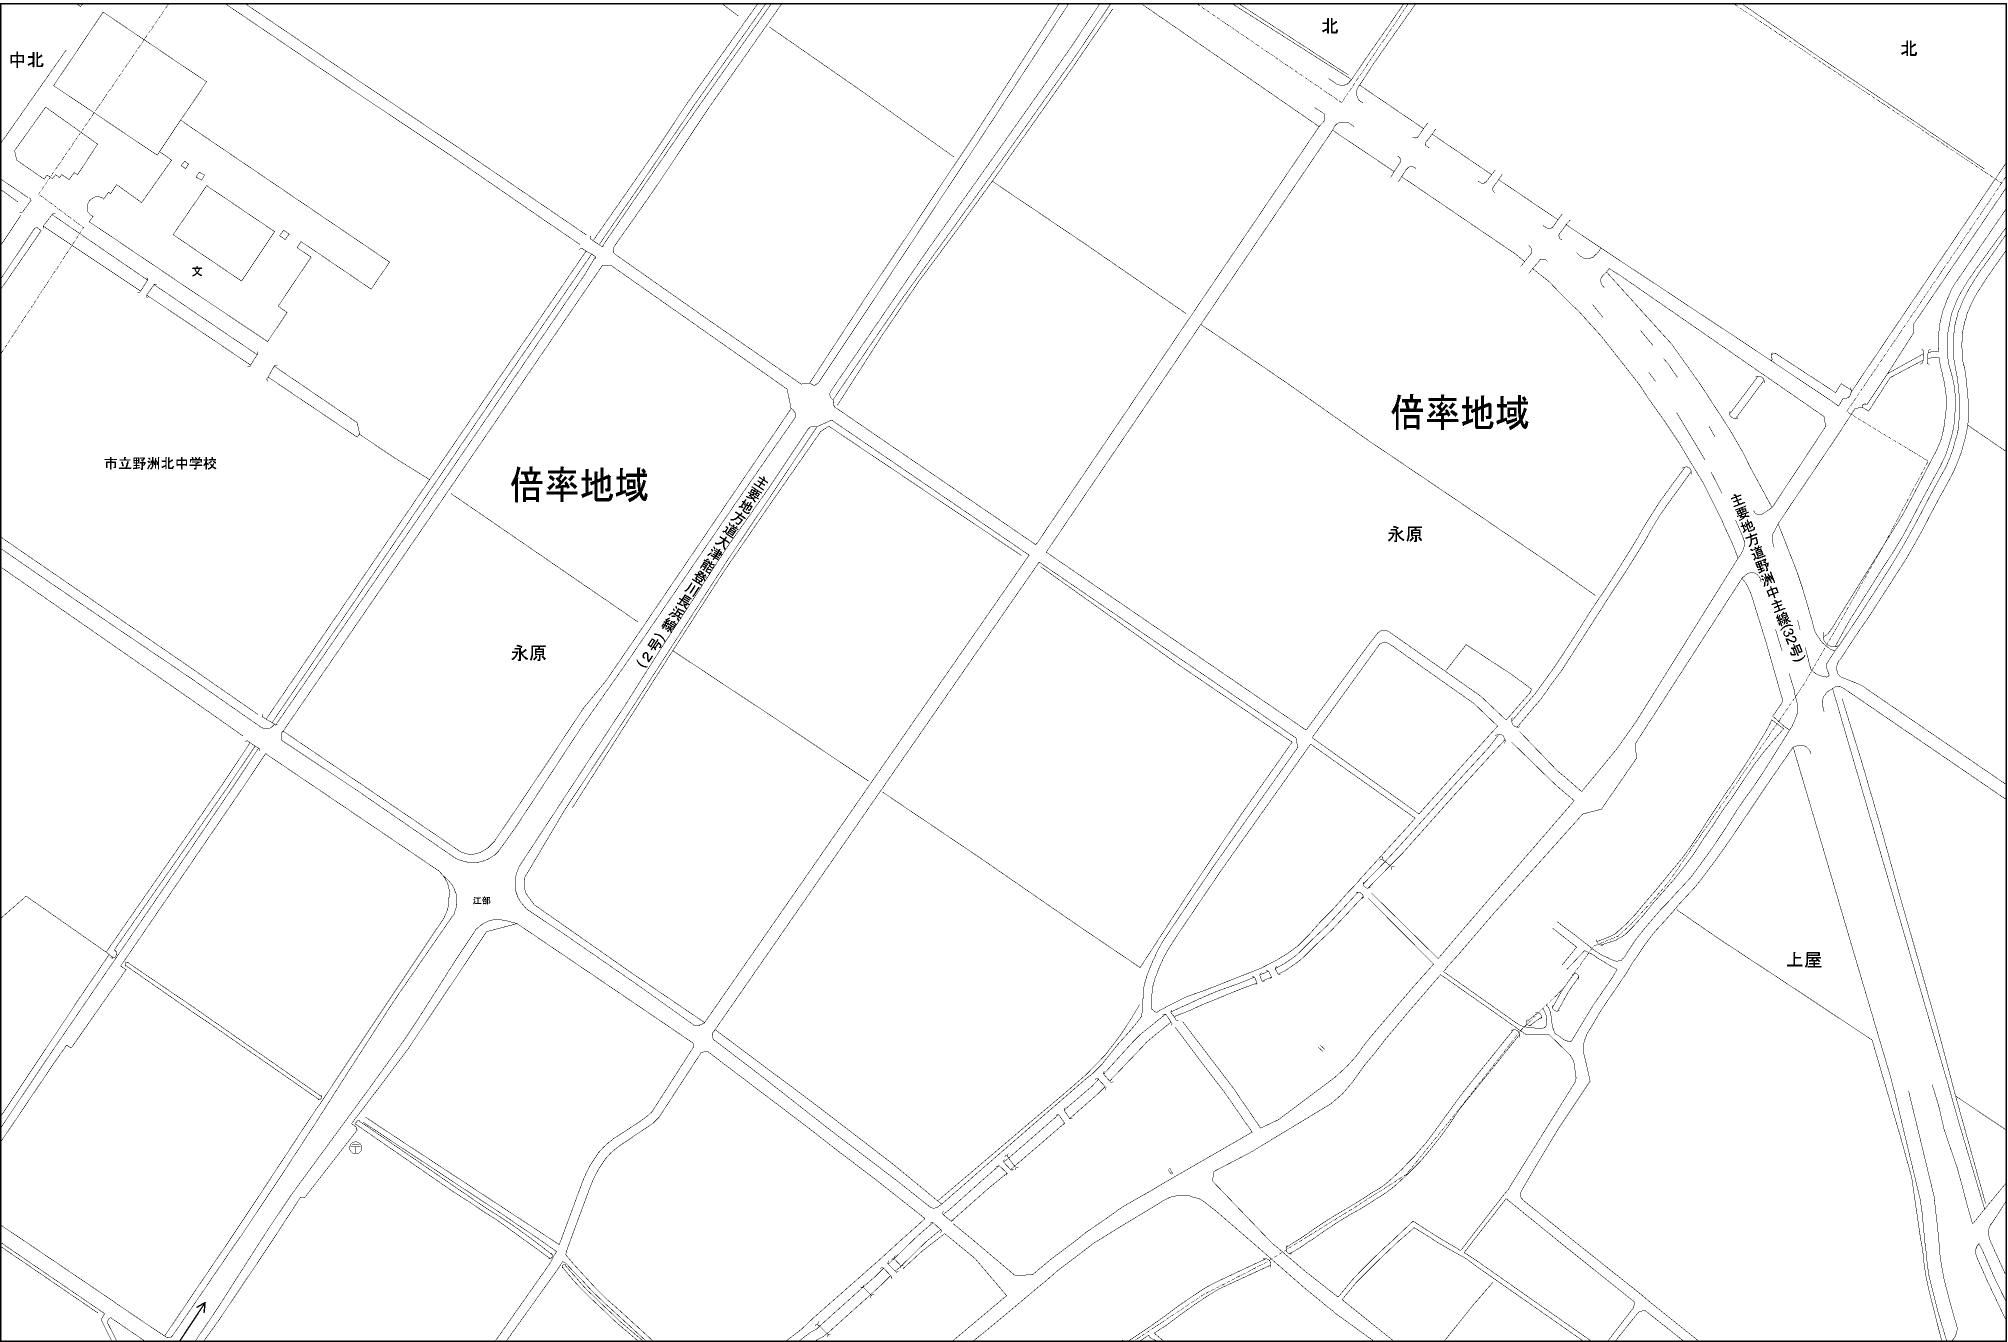 北
北
中北
文
倍率地域
市立野洲北中学校
倍率地域
主要地方道大津能登川長浜線
(2号)
主要地方道野洲中主線(32号)
永原
永原
江部
上屋